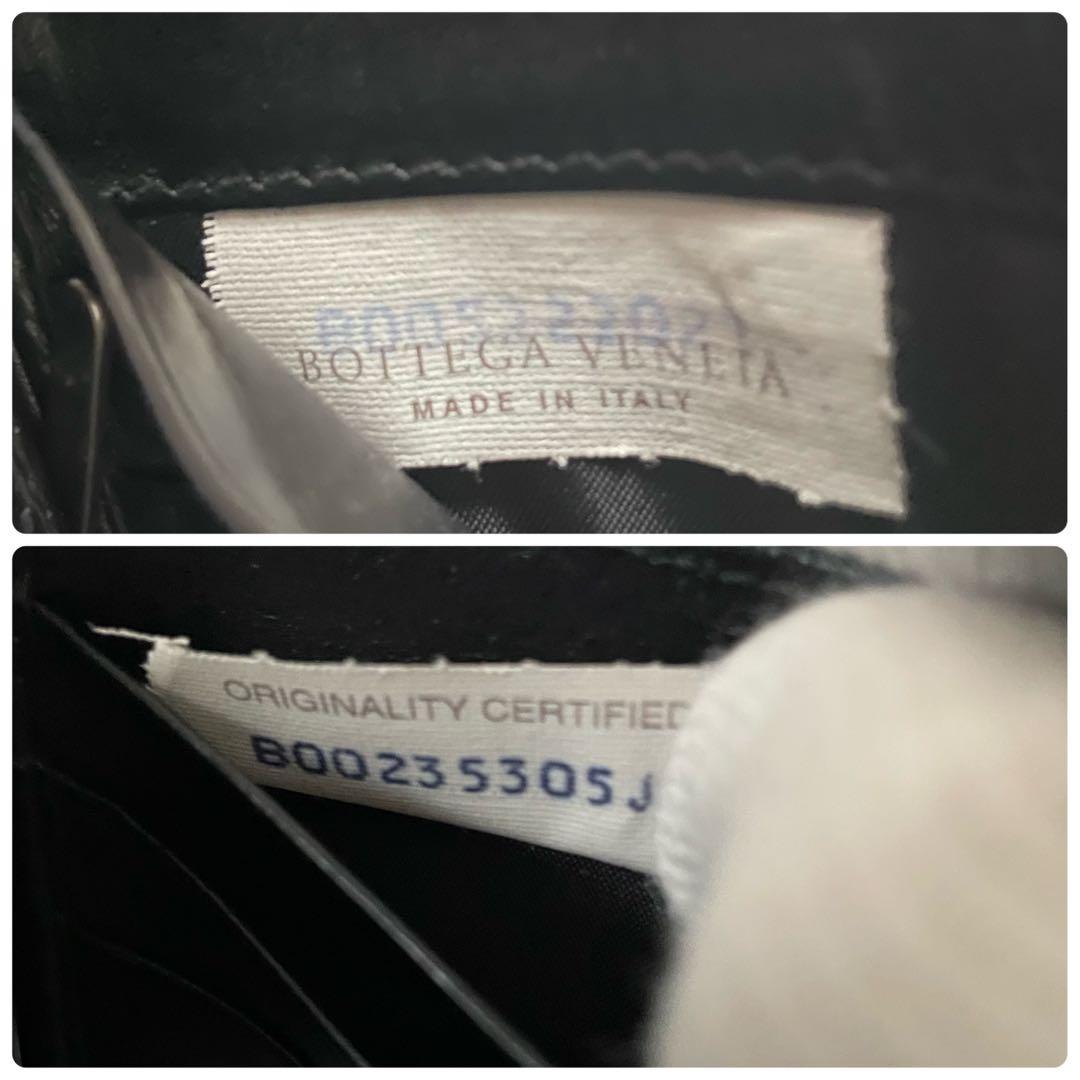 BOTTEGA VENETA
MADE IN ITALY
ORIGINALITY CERTIFIED
B00235305J